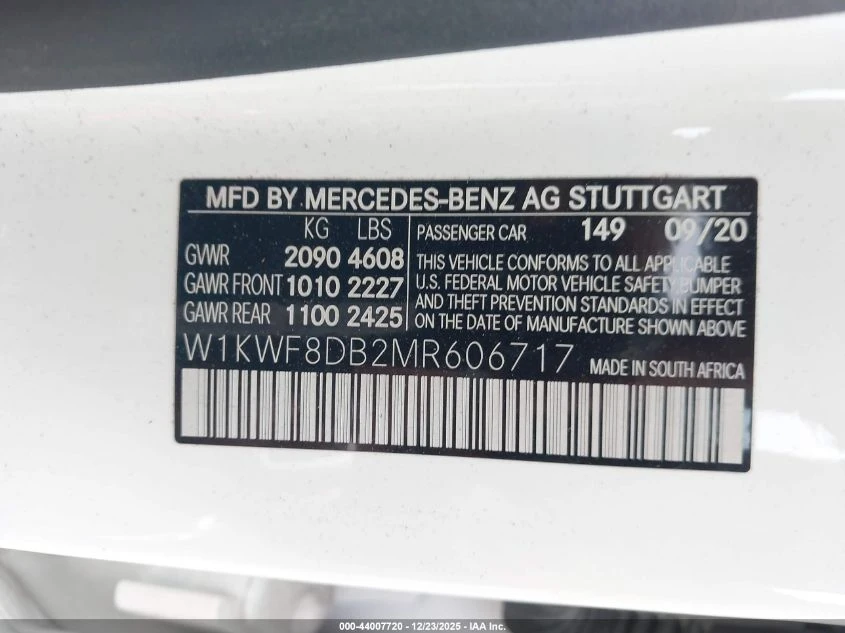 MFD BY MERCEDES-BENZ AG STUTTGART
KG LBS
GVWR 2090 4608
GAWR FRONT 1010 2227
GAWR REAR 1100 2425
PASSENGER CAR 149 09/20
THIS VEHICLE CONFORMS TO ALL APPLICABLE
U.S. FEDERAL MOTOR VEHICLE SAFETY,BUMPER
AND THEFT PREVENTION STANDARDS IN EFFECT
ON THE DATE OF MANUFACTURE SHOWN ABOVE
W1KWF8DB2MR606717 MADE IN SOUTH AFRICA
000-44007720 - 12/23/2025 - IAA Inc.